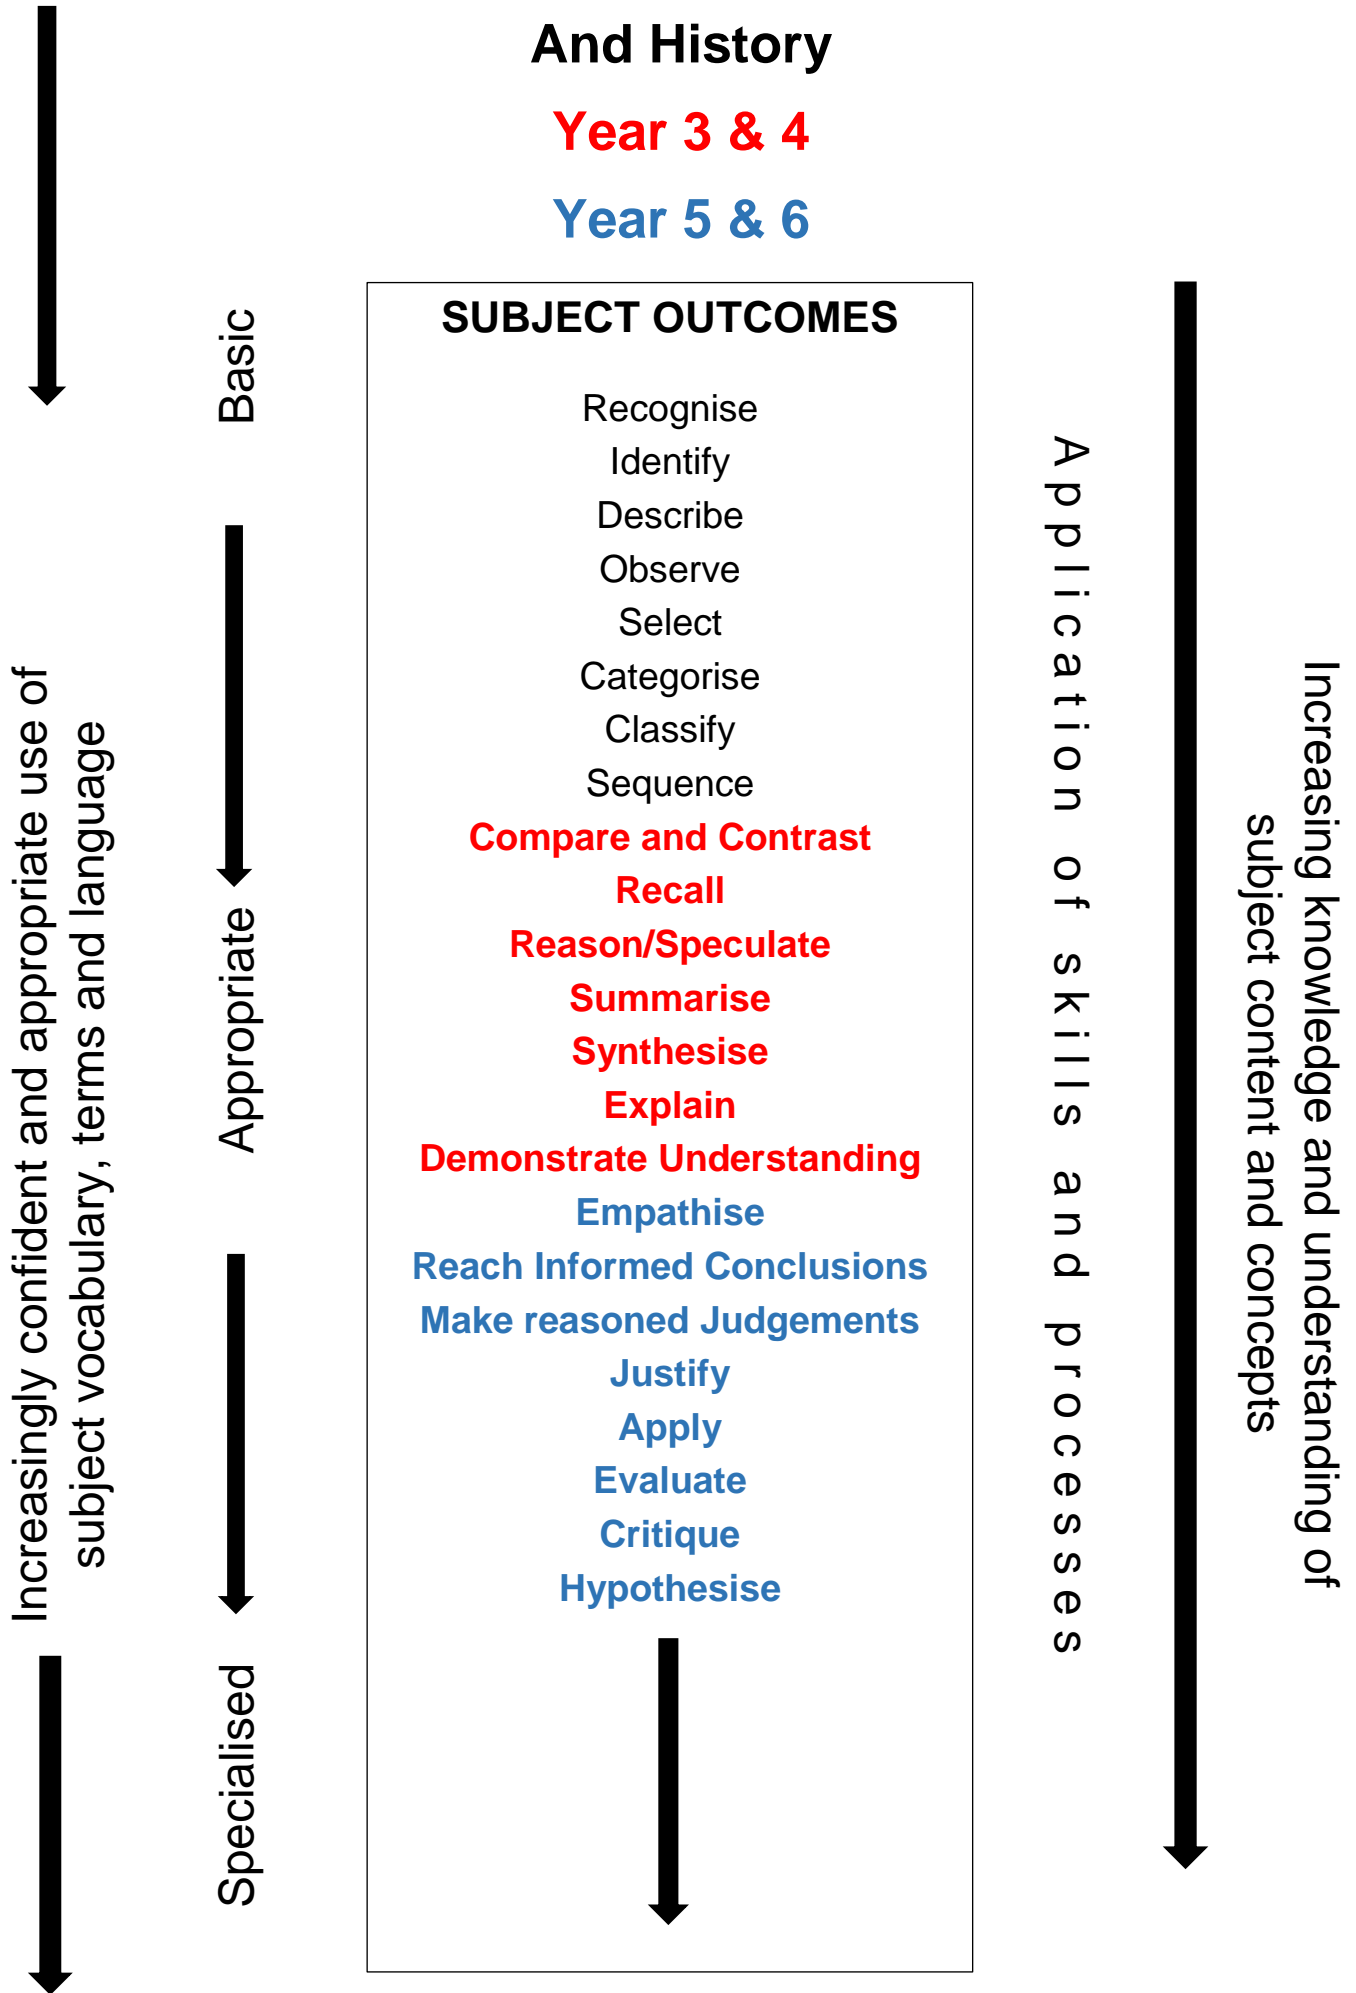 And History
Year 3 & 4
Year 5 & 6
Increasingly confident and appropriate use of
subject vocabulary, terms and language
Basic
Appropriate
Specialised
SUBJECT OUTCOMES
Recognise
Identify
Describe
Observe
Select
Categorise
Classify
Sequence
Compare and Contrast
Recall
Reason/Speculate
Summarise
Synthesise
Explain
Demonstrate Understanding
Empathise
Reach Informed Conclusions
Make reasoned Judgements
Justify
Apply
Evaluate
Critique
Hypothesise
Application of skills and processes
Increasing knowledge and understanding of
subject content and concepts